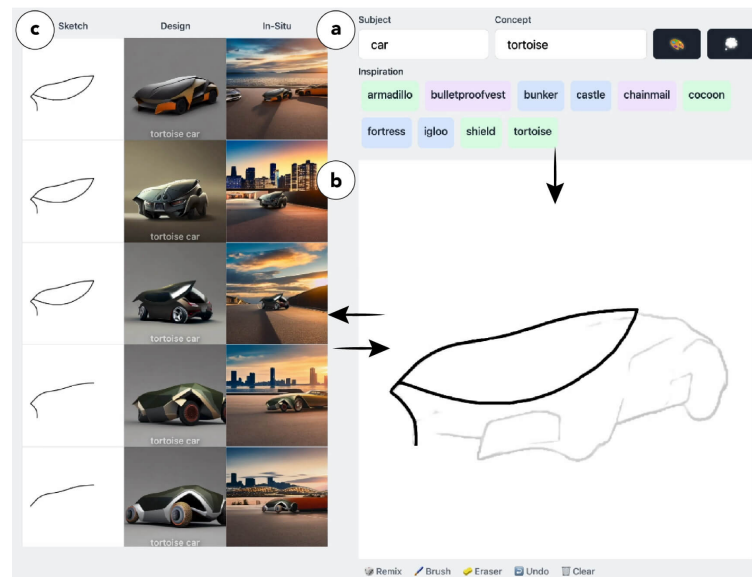 c
Sketch
Design
In-Situ
tortoise car
tortoise car
tortoise car
tortoise car
tortoise car
a
Subject
Concept
car
tortoise
Inspiration
armadillo bulletproofvest bunker castle chainmail cocoon
fortress igloo shield tortoise
b
Remix Brush Eraser Undo Clear